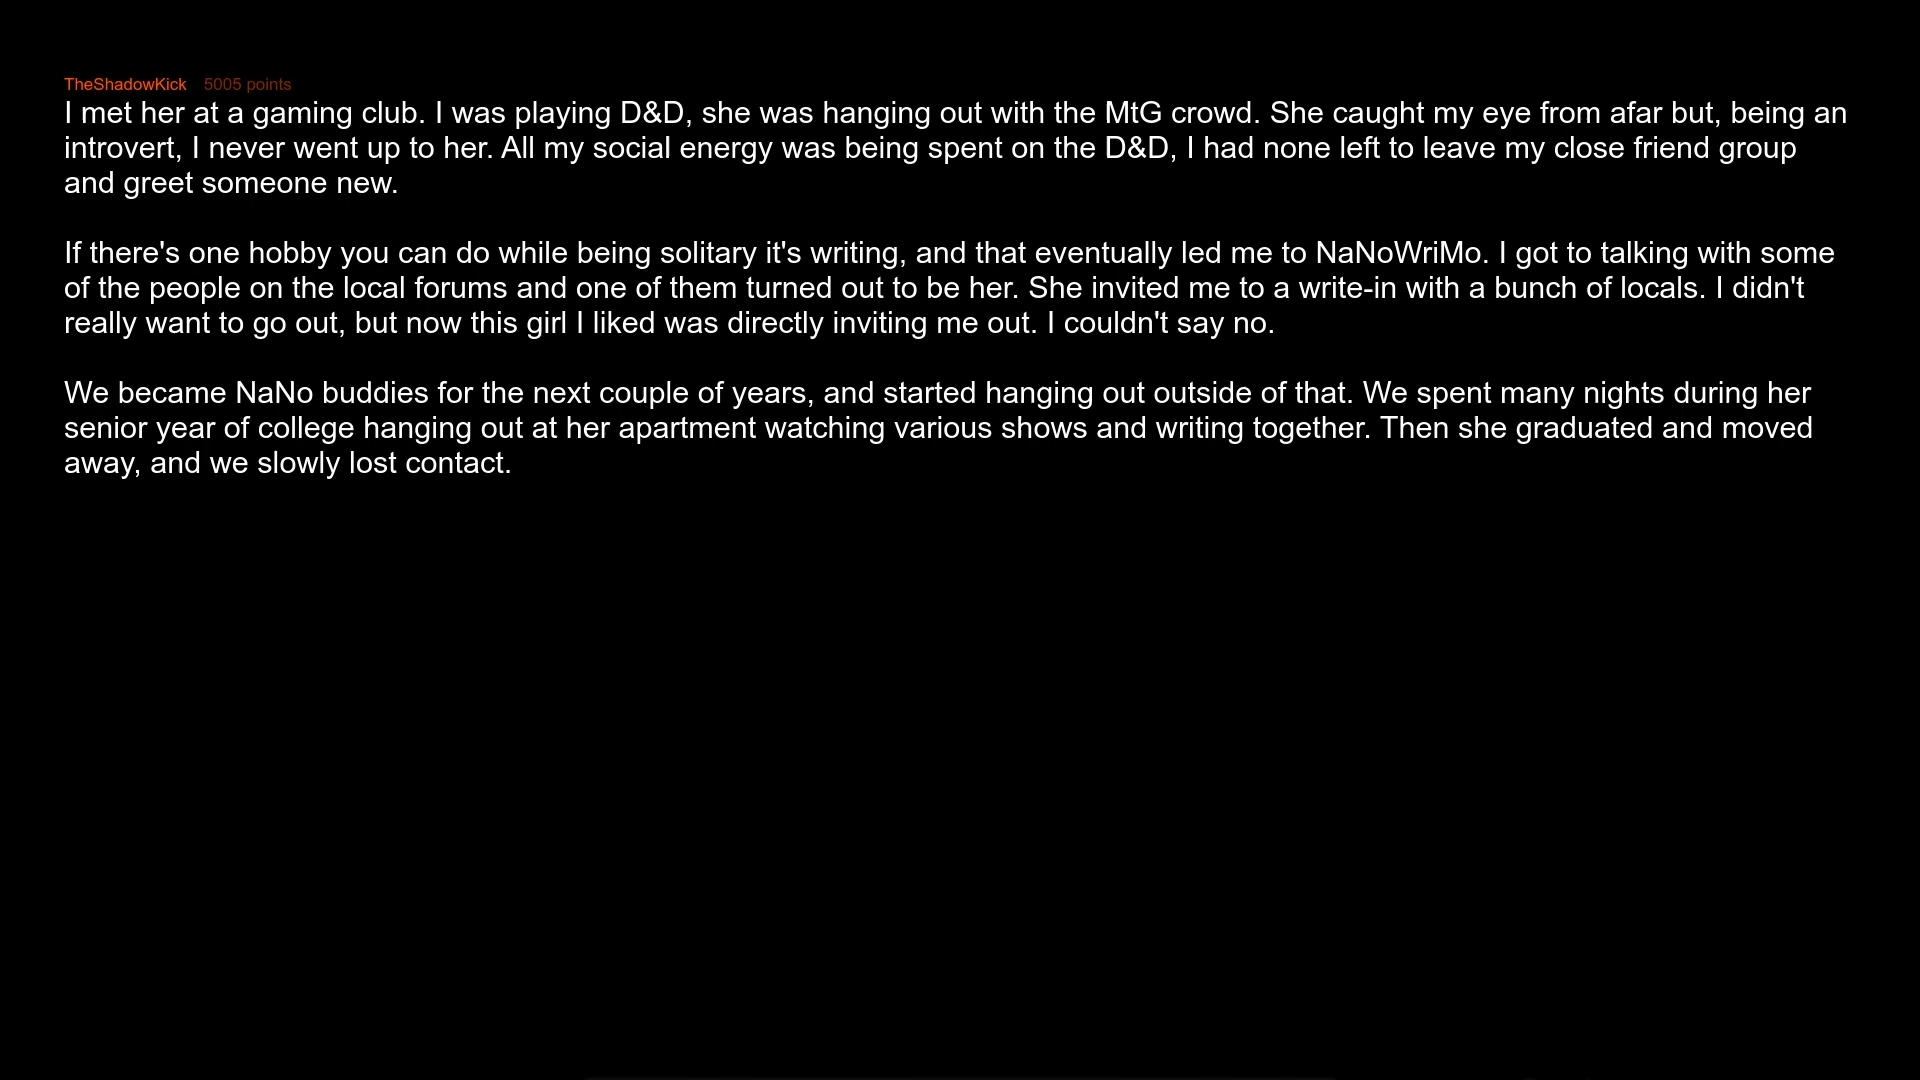 TheShadowKick 5005 points
I met her at a gaming club. I was playing D&D, she was hanging out with the MtG crowd. She caught my eye from afar but, being an
introvert, I never went up to her. All my social energy was being spent on the D&D, I had none left to leave my close friend group
and greet someone new.
If there's one hobby you can do while being solitary it's writing, and that eventually led me to NaNoWriMo. I got to talking with some
of the people on the local forums and one of them turned out to be her. She invited me to a write-in with a bunch of locals. I didn't
really want to go out, but now this girl I liked was directly inviting me out. I couldn't say no.
We became NaNo buddies for the next couple of years, and started hanging out outside of that. We spent many nights during her
senior year of college hanging out at her apartment watching various shows and writing together. Then she graduated and moved
away, and we slowly lost contact.